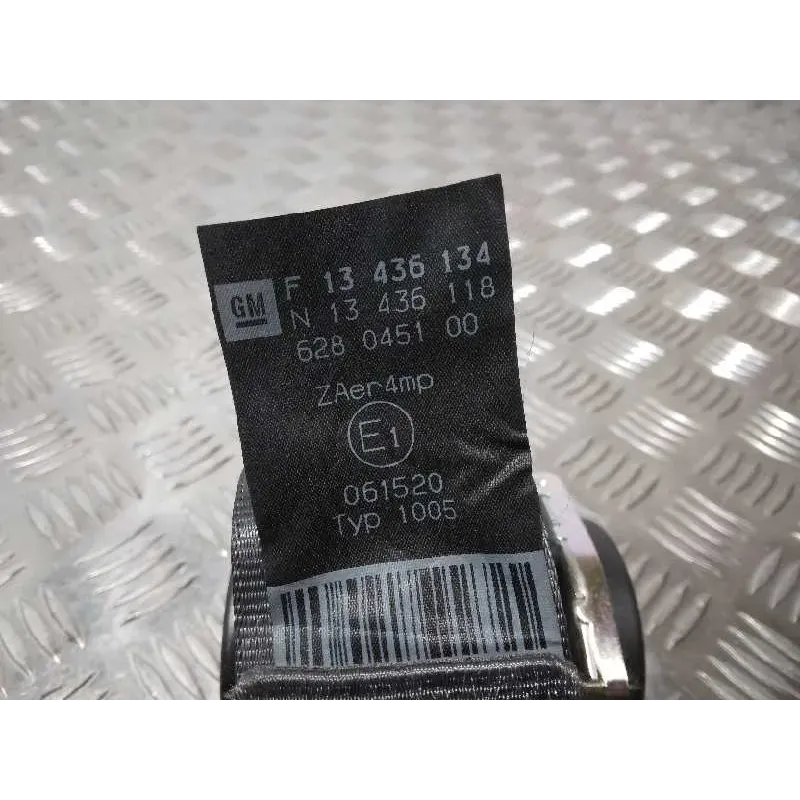 GM
F 13 436 134
N 13 436 118
628 0451 00
ZAer4mp
E1
061520
Typ 1005